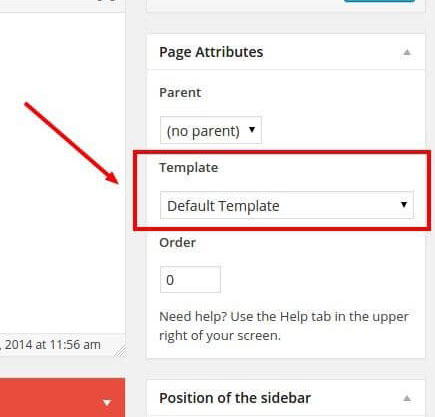 Page Attributes
Parent
(no parent)
Template
Default Template
Order
0
Need help? Use the Help tab in the upper
right of your screen.
, 2014 at 11:56 am
Position of the sidebar